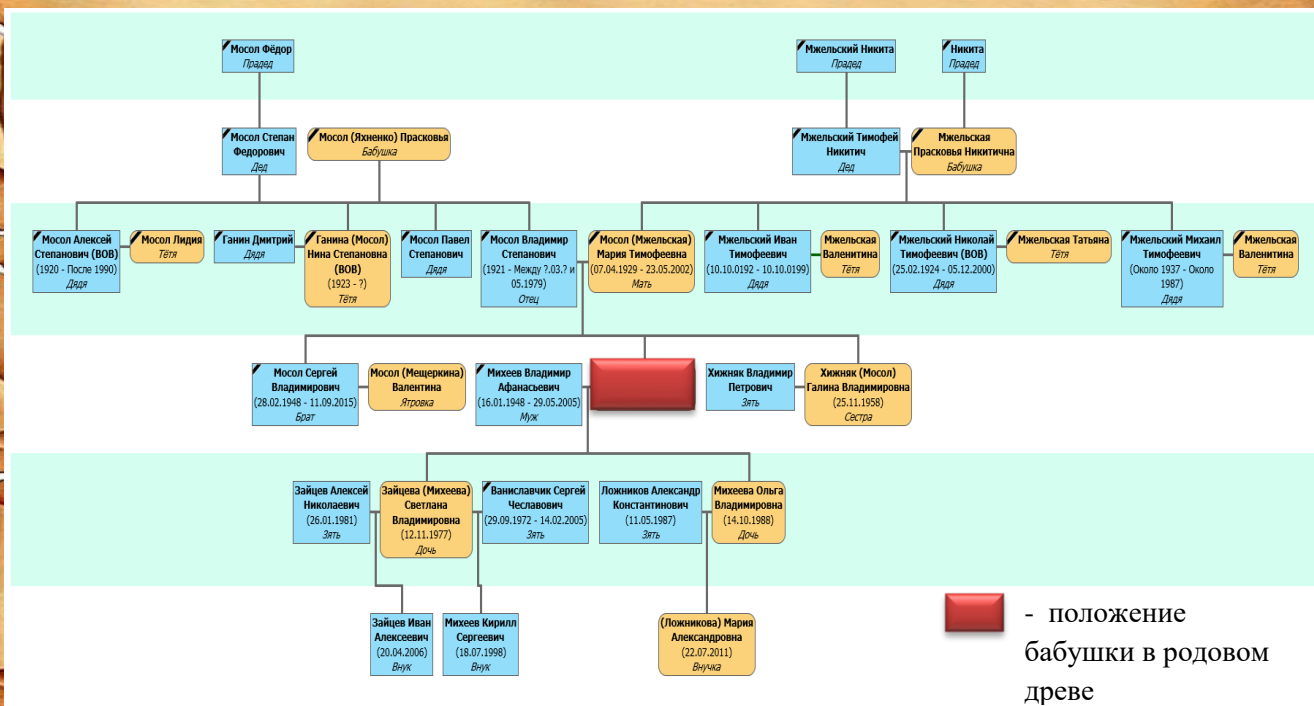 Мосол Фёдор
Прадед
Мжельский Никита
Прадед
Никита
Прадед
Мосол Степан
Федорович
Дед
Мосол (Яхненко) Прасковья
Бабушка
Мжельский Тимофей
Никитич
Дед
Мжельская
Прасковья Никитична
Бабушка
Мосол Алексей
Степанович (ВОВ)
(1920 - После 1990)
Дядя
Мосол Лидия
Тётя
Ганин Дмитрий
Дядя
Ганина (Мосол)
Нина Степановна
(ВОВ)
(1923 - ?)
Тётя
Мосол Павел
Степанович
Дядя
Мосол Владимир
Степанович
(1921 - Между ?.03.? и
05.1979)
Отец
Мосол (Мжельская)
Мария Тимофеевна
(07.04.1929 - 23.05.2002)
Мать
Мжельский Иван
Тимофеевич
(10.10.0192 - 10.10.0199)
Дядя
Мжельская
Валенитина
Тётя
Мжельский Николай
Тимофеевич (ВОВ)
(25.02.1924 - 05.12.2000)
Дядя
Мжельская Татьяна
Тётя
Мжельский Михаил
Тимофеевич
(Около 1937 - Около
1987)
Дядя
Мжельская
Валенитина
Тётя
Мосол Сергей
Владимирович
(28.02.1948 - 11.09.2015)
Брат
Мосол (Мещеркина)
Валентина
Ятровка
Михеев Владимир
Афанасьевич
(16.01.1948 - 29.05.2005)
Муж
Хижняк Владимир
Петрович
Зять
Хижняк (Мосол)
Галина Владимировна
(25.11.1958)
Сестра
Зайцев Алексей
Николаевич
(26.01.1981)
Зять
Зайцева (Михеева)
Светлана
Владимировна
(12.11.1977)
Дочь
Ваниславчик Сергей
Чеславович
(29.09.1972 - 14.02.2005)
Зять
Ложников Александр
Константинович
(11.05.1987)
Зять
Михеева Ольга
Владимировна
(14.10.1988)
Дочь
Зайцев Иван
Алексеевич
(20.04.2006)
Внук
Михеев Кирилл
Сергеевич
(18.07.1998)
Внук
(Ложникова) Мария
Александровна
(22.07.2011)
Внучка
- положение
бабушки в родовом
древе